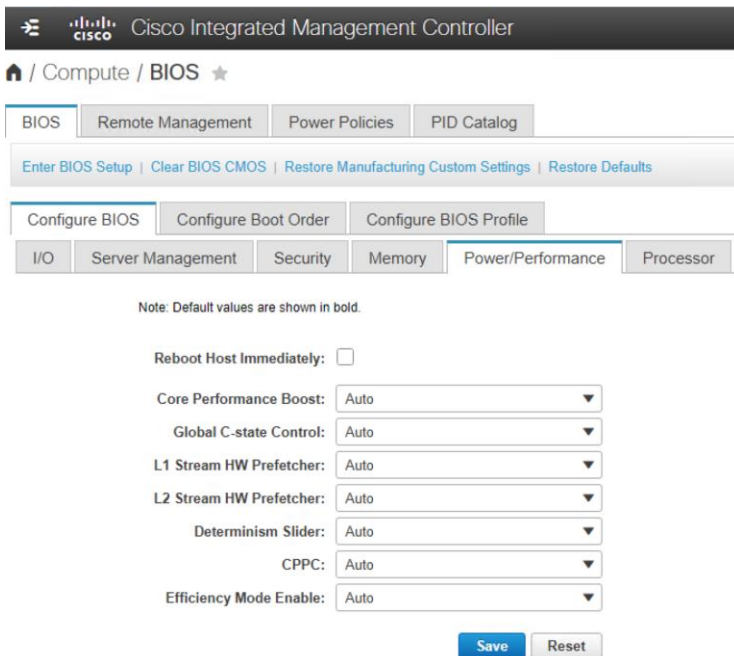 cisco Cisco Integrated Management Controller
/ Compute / BIOS
BIOS Remote Management Power Policies PID Catalog
Enter BIOS Setup | Clear BIOS CMOS | Restore Manufacturing Custom Settings | Restore Defaults
Configure BIOS Configure Boot Order Configure BIOS Profile
I/O Server Management Security Memory Power/Performance Processor
Note: Default values are shown in bold.
Reboot Host Immediately:
Core Performance Boost: Auto
Global C-state Control: Auto
L1 Stream HW Prefetcher: Auto
L2 Stream HW Prefetcher: Auto
Determinism Slider: Auto
CPPC: Auto
Efficiency Mode Enable: Auto
Save Reset